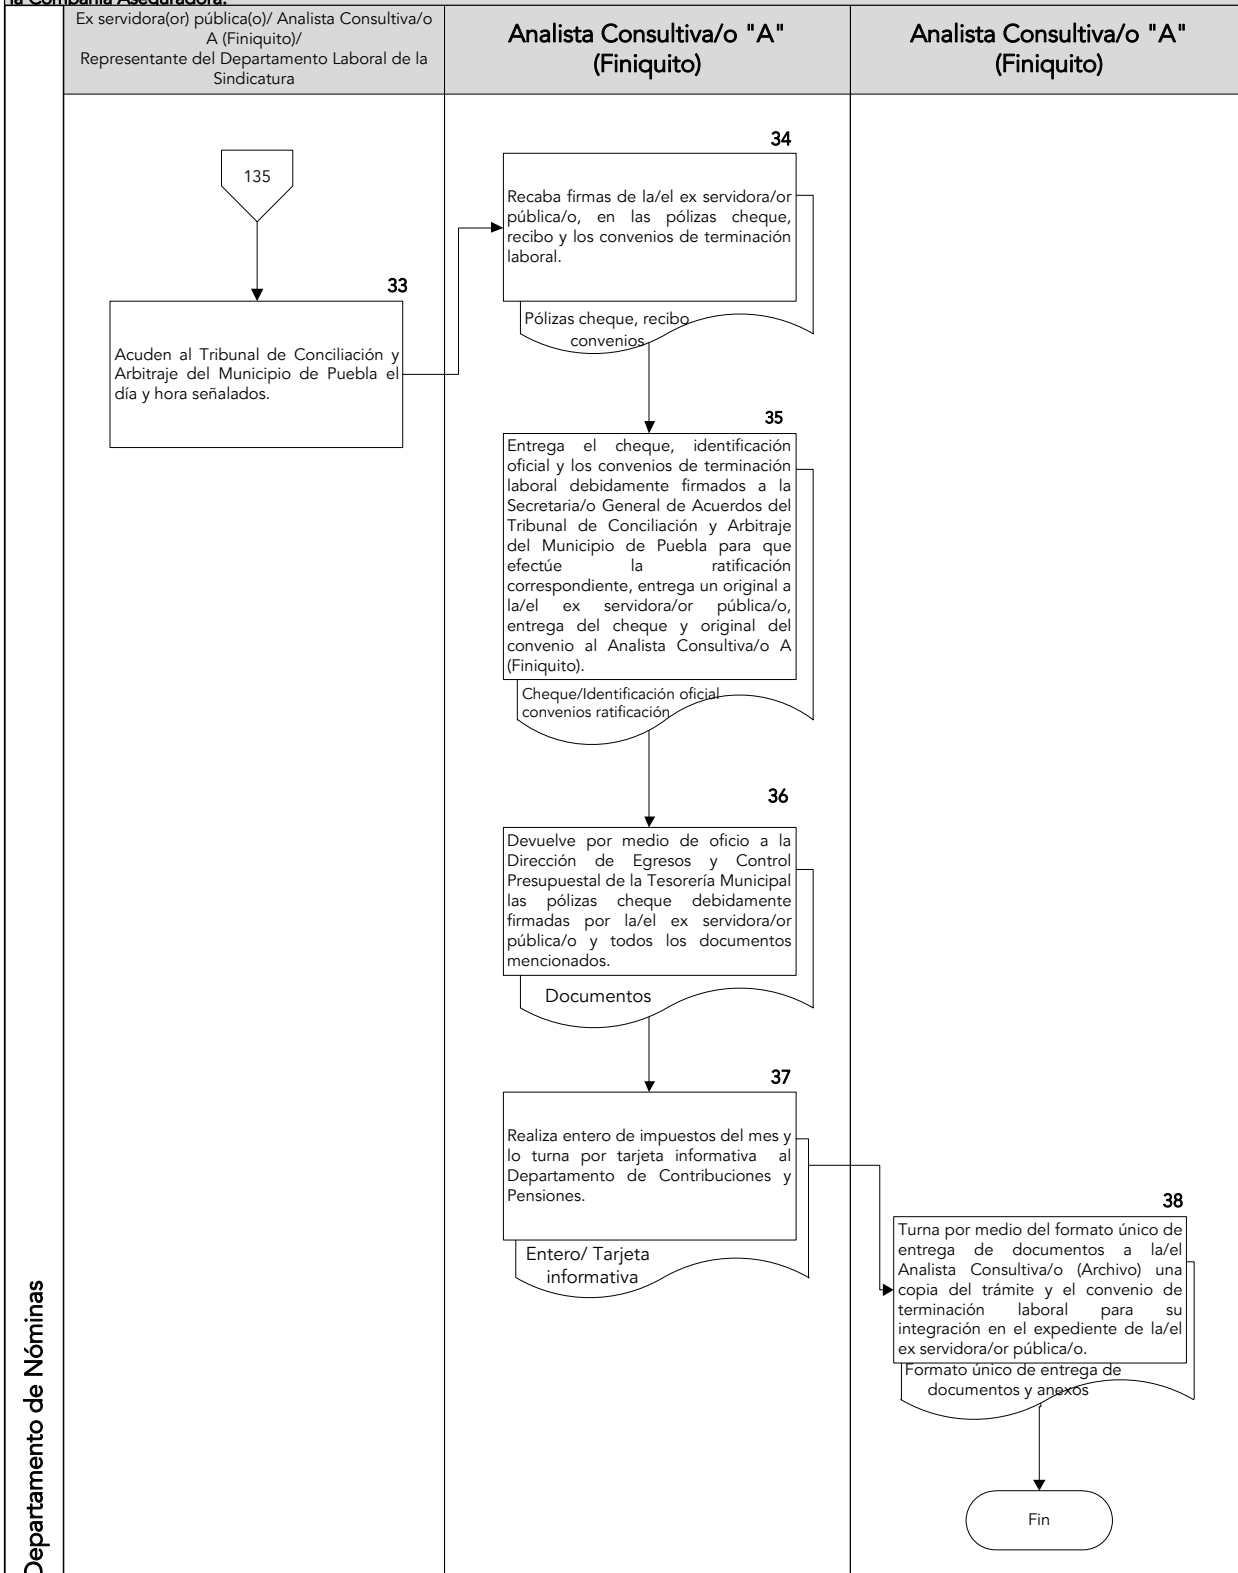 la Compañía Aseguradora.
Ex servidora(or) pública(o)/ Analista Consultiva/o
A (Finiquito)/
Representante del Departamento Laboral de la
Sindicatura
Analista Consultiva/o "A"
(Finiquito)
Analista Consultiva/o "A"
(Finiquito)
135
33
Acuden al Tribunal de Conciliación y
Arbitraje del Municipio de Puebla el
día y hora señalados.
34
Recaba firmas de la/el ex servidora/or
pública/o, en las pólizas cheque,
recibo y los convenios de terminación
laboral.
Pólizas cheque, recibo
convenios
35
Entrega el cheque, identificación
oficial y los convenios de terminación
laboral debidamente firmados a la
Secretaria/o General de Acuerdos del
Tribunal de Conciliación y Arbitraje
del Municipio de Puebla para que
efectúe la ratificación
correspondiente, entrega un original a
la/el ex servidora/or pública/o,
entrega del cheque y original del
convenio al Analista Consultiva/o A
(Finiquito).
Cheque/Identificación oficial
convenios ratificación
36
Devuelve por medio de oficio a la
Dirección de Egresos y Control
Presupuestal de la Tesorería Municipal
las pólizas cheque debidamente
firmadas por la/el ex servidora/or
pública/o y todos los documentos
mencionados.
Documentos
37
Realiza entero de impuestos del mes y
lo turna por tarjeta informativa al
Departamento de Contribuciones y
Pensiones.
Entero/ Tarjeta
informativa
38
Turna por medio del formato único de
entrega de documentos a la/el
Analista Consultiva/o (Archivo) una
copia del trámite y el convenio de
terminación laboral para su
integración en el expediente de la/el
ex servidora/or pública/o.
Formato único de entrega de
documentos y anexos
Fin
Departamento de Nóminas